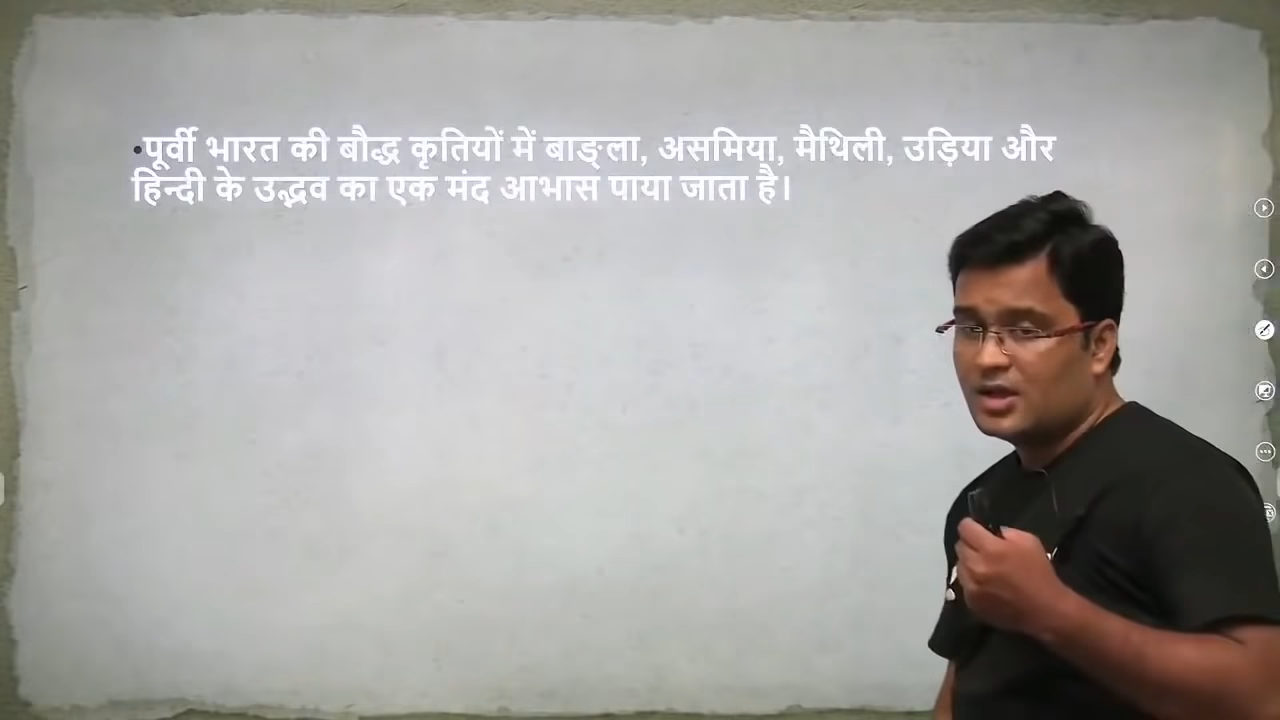 •पूर्वी भारत की बौद्ध कृतियों में बाङ्ला, असमिया, मैथिली, उड़िया और
हिन्दी के उद्भव का एक मंद आभास पाया जाता है।